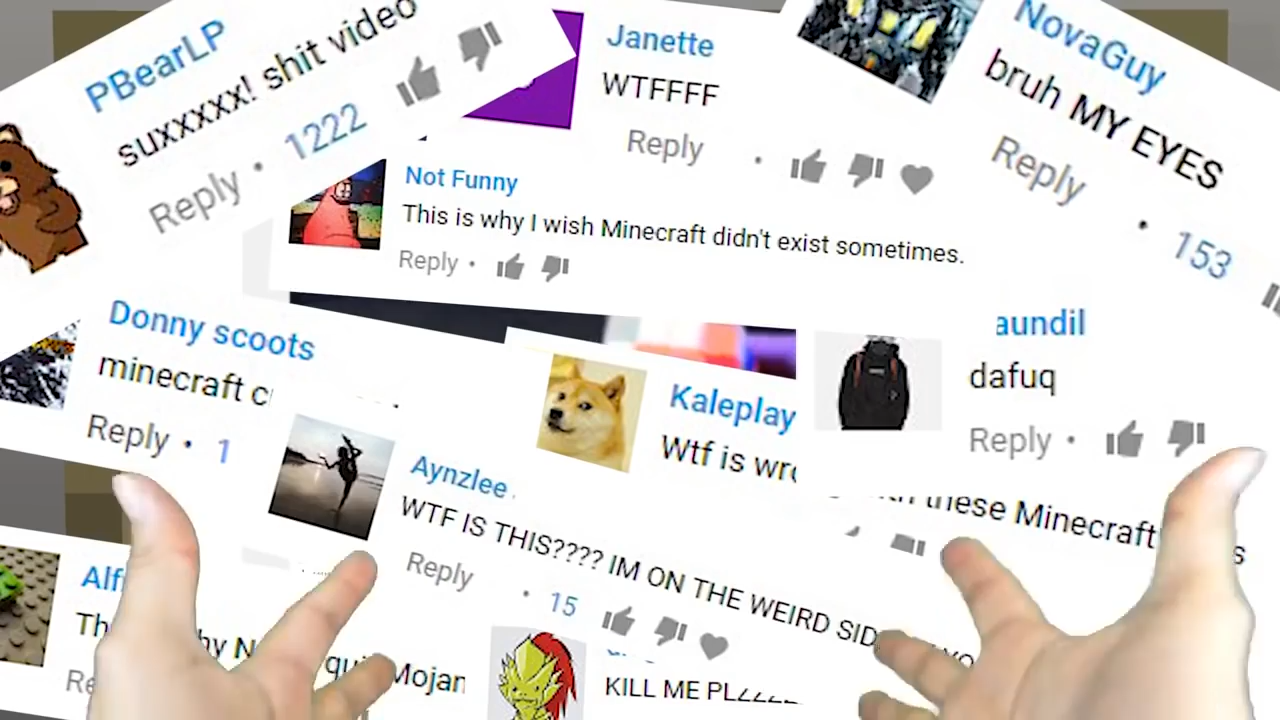 PBearLP
suxxxxx! shit video
Reply • 1222
Janette
WTFFFF
Reply •
NovaGuy
bruh MY EYES
Reply • 153
Not Funny
This is why I wish Minecraft didn't exist sometimes.
Reply •
Donny scoots
minecraft c
Reply • 1
Kaleplay
Wtf is
these Minecraft
aundil
dafuq
Reply •
Aynzlee
WTF IS THIS???? IM ON THE WEIRD
Reply • 15
Alf
KILL ME PLZZZZ